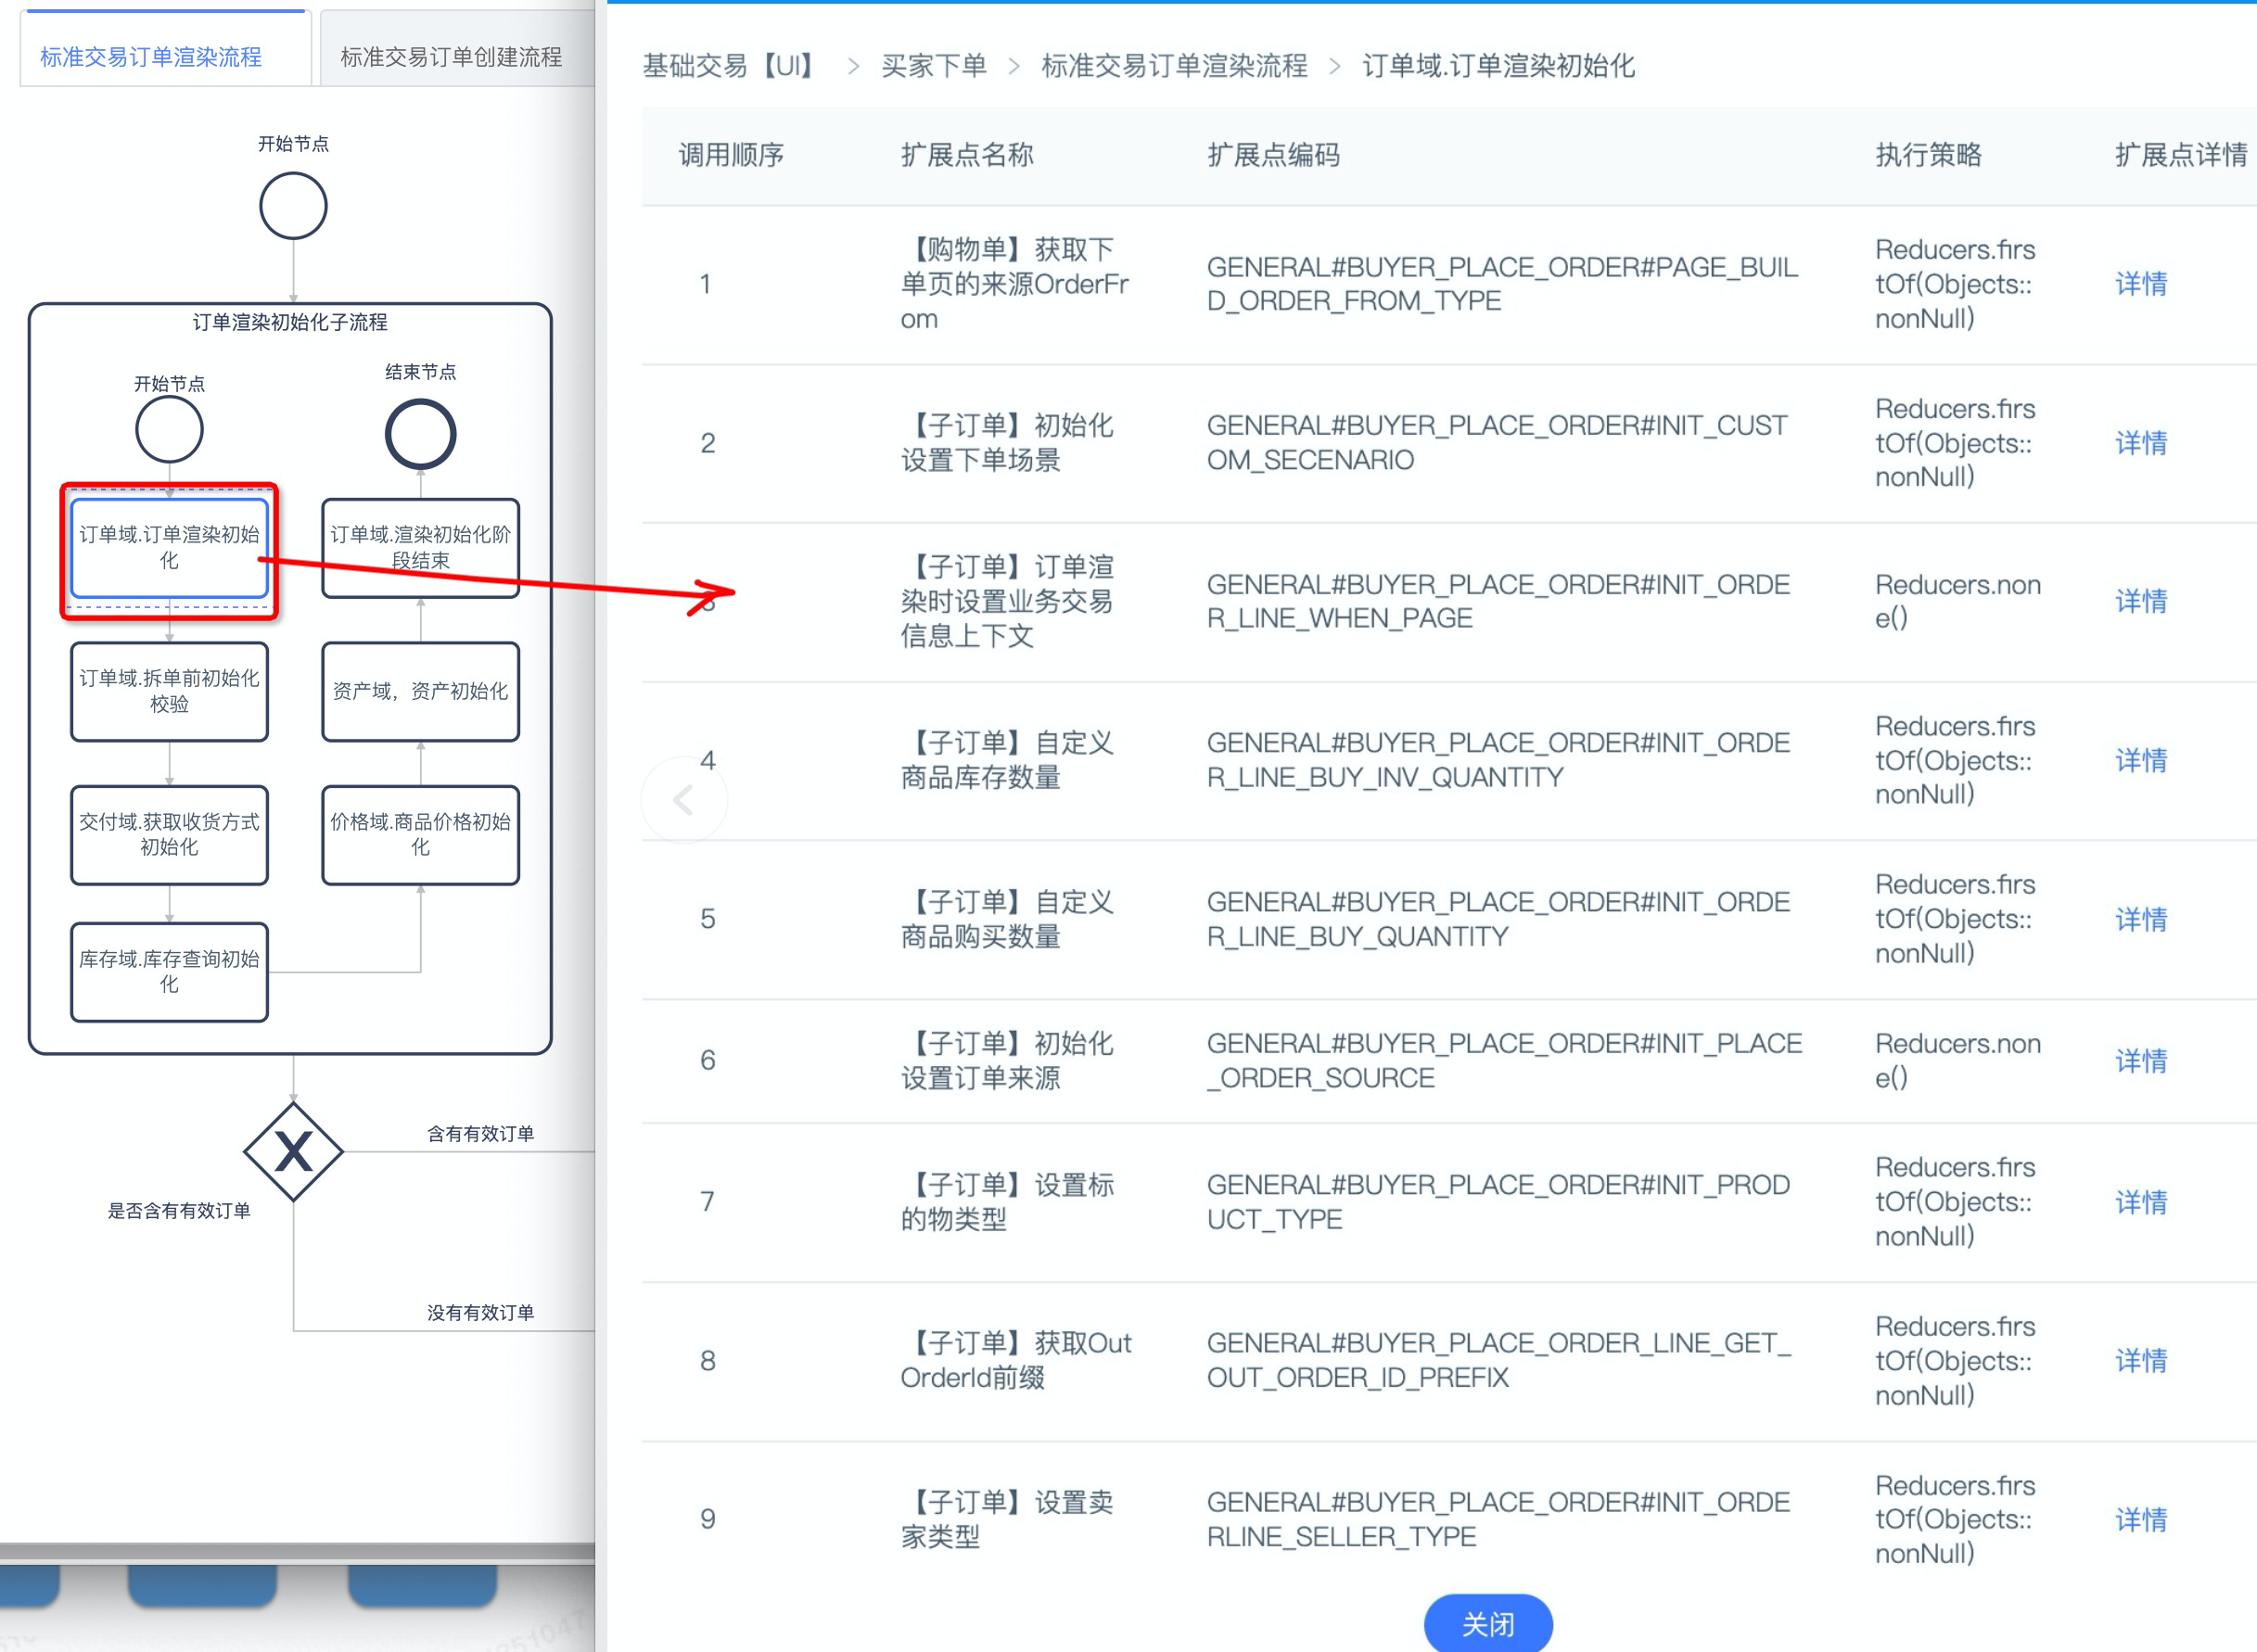 标准交易订单渲染流程
标准交易订单创建流程
开始节点
订单渲染初始化子流程
开始节点
结束节点
订单域.订单渲染初始
化
订单域.渲染初始化阶
段结束
订单域.拆单前初始化
校验
资产域，资产初始化
交付域.获取收货方式
初始化
价格域.商品价格初始
化
库存域.库存查询初始
化
X
含有有效订单
是否含有有效订单
没有有效订单
基础交易【UI】 > 买家下单 > 标准交易订单渲染流程 > 订单域.订单渲染初始化
调用顺序 扩展点名称 扩展点编码 执行策略 扩展点详情
1
【购物单】获取下
单页的来源OrderFr
om
GENERAL#BUYER_PLACE_ORDER#PAGE_BUIL
D_ORDER_FROM_TYPE
Reducers.firs
tOf(Objects::
nonNull)
详情
2
【子订单】初始化
设置下单场景
GENERAL#BUYER_PLACE_ORDER#INIT_CUST
OM_SECENARIO
Reducers.firs
tOf(Objects::
nonNull)
详情
3
【子订单】订单渲
染时设置业务交易
信息上下文
GENERAL#BUYER_PLACE_ORDER#INIT_ORDE
R_LINE_WHEN_PAGE
Reducers.non
e()
详情
4
【子订单】自定义
商品库存数量
GENERAL#BUYER_PLACE_ORDER#INIT_ORDE
R_LINE_BUY_INV_QUANTITY
Reducers.firs
tOf(Objects::
nonNull)
详情
5
【子订单】自定义
商品购买数量
GENERAL#BUYER_PLACE_ORDER#INIT_ORDE
R_LINE_BUY_QUANTITY
Reducers.firs
tOf(Objects::
nonNull)
详情
6
【子订单】初始化
设置订单来源
GENERAL#BUYER_PLACE_ORDER#INIT_PLACE
_ORDER_SOURCE
Reducers.non
e()
详情
7
【子订单】设置标
的物类型
GENERAL#BUYER_PLACE_ORDER#INIT_PROD
UCT_TYPE
Reducers.firs
tOf(Objects::
nonNull)
详情
8
【子订单】获取Out
OrderId前缀
GENERAL#BUYER_PLACE_ORDER_LINE_GET_
OUT_ORDER_ID_PREFIX
Reducers.firs
tOf(Objects::
nonNull)
详情
9
【子订单】设置卖
家类型
GENERAL#BUYER_PLACE_ORDER#INIT_ORDE
RLINE_SELLER_TYPE
Reducers.firs
tOf(Objects::
nonNull)
详情
关闭